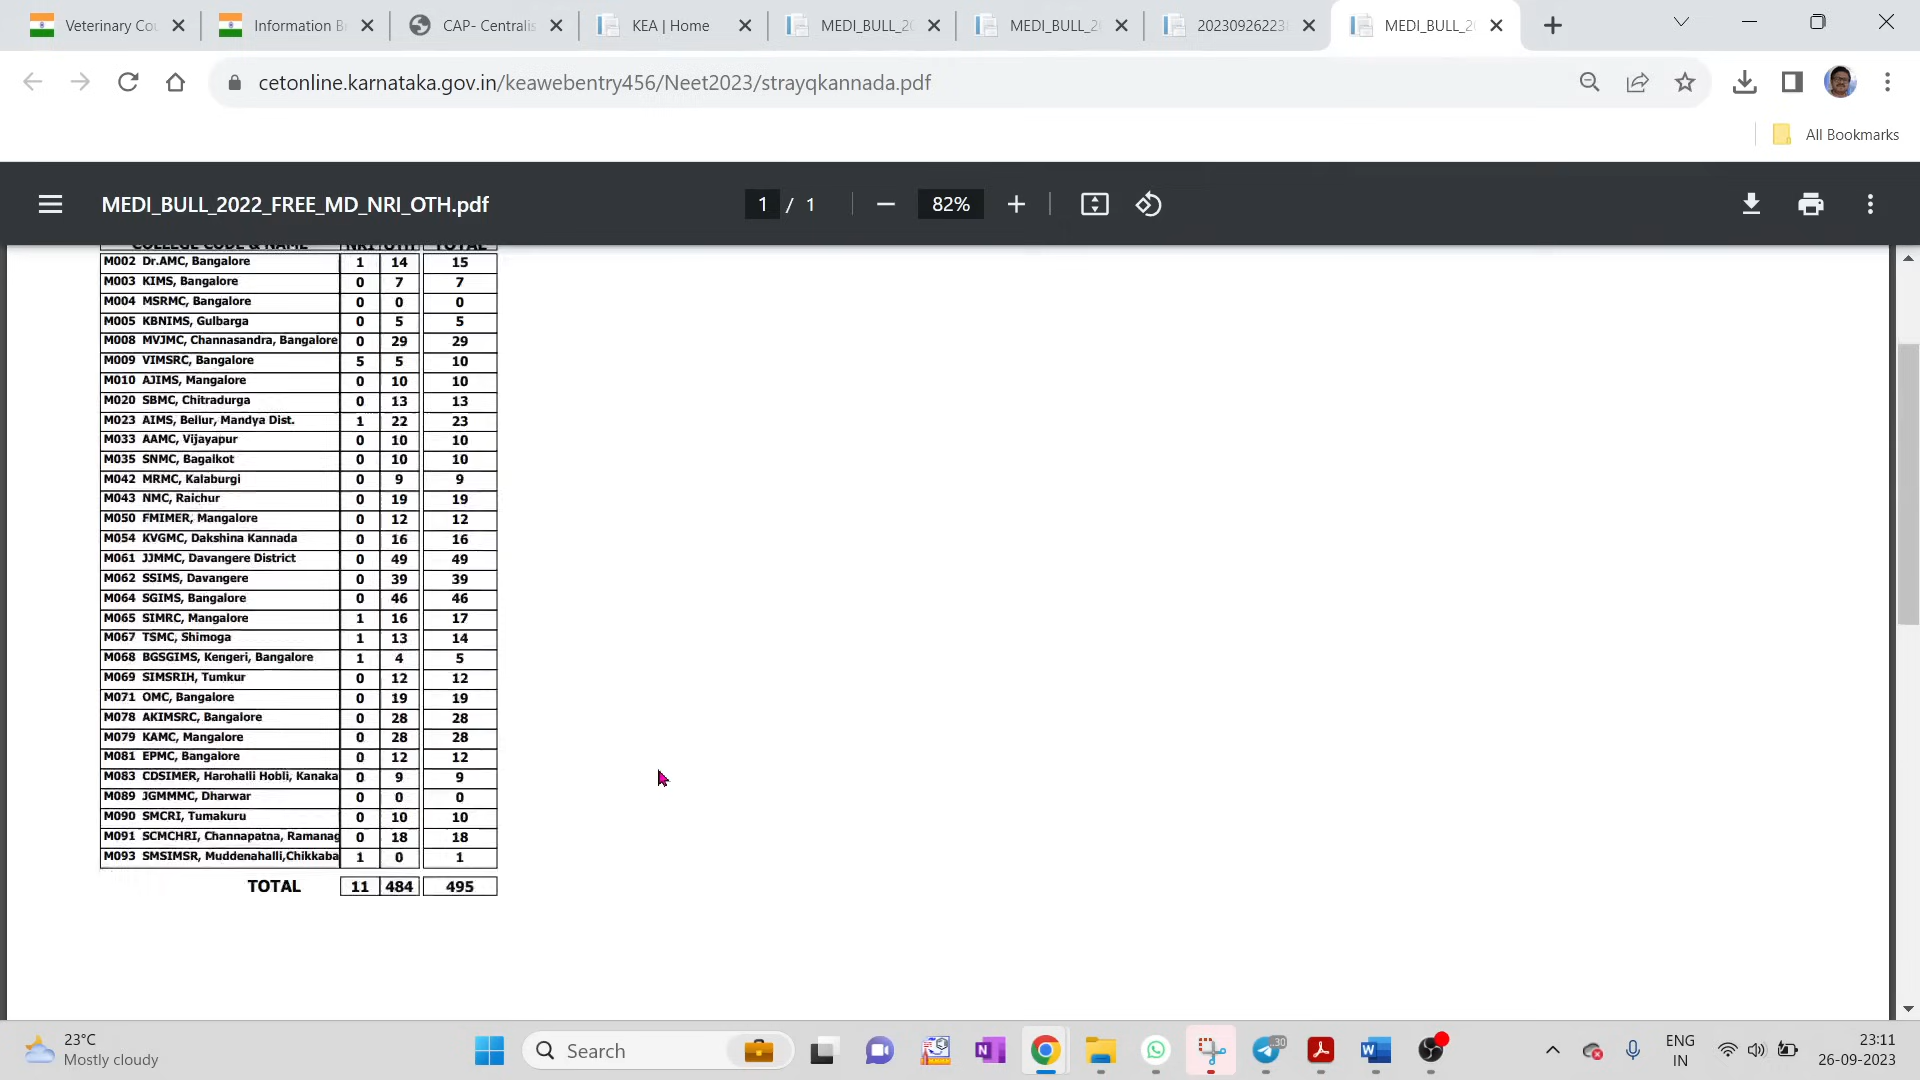 Veterinary Cou
Information Br
CAP- Centralis
KEA | Home
MEDI_BULL_20
MEDI_BULL_20
202309262238
MEDI_BULL_20
cetonline.karnataka.gov.in/keawebentry456/Neet2023/strayqkannada.pdf
All Bookmarks
MEDI_BULL_2022_FREE_MD_NRI_OTH.pdf 1 / 1 82%
COLLEGE CODE & NAME NRI OTH TOTAL
M002 Dr.AMC, Bangalore 1 14 15
M003 KIMS, Bangalore 0 7 7
M004 MSRMC, Bangalore 0 0 0
M005 KBNIMS, Gulbarga 0 5 5
M008 MVJMC, Channasandra, Bangalore 0 29 29
M009 VIMSRC, Bangalore 5 5 10
M010 AJIMS, Mangalore 0 10 10
M020 SBMC, Chitradurga 0 13 13
M023 AIMS, Bellur, Mandya Dist. 1 22 23
M033 AAMC, Vijayapur 0 10 10
M035 SNMC, Bagalkot 0 10 10
M042 MRMC, Kalaburgi 0 9 9
M043 NMC, Raichur 0 19 19
M050 FMIMER, Mangalore 0 12 12
M054 KVGMC, Dakshina Kannada 0 16 16
M061 JJMMC, Davangere District 0 49 49
M062 SSIMS, Davangere 0 39 39
M064 SGIMS, Bangalore 0 46 46
M065 SIMRC, Mangalore 1 16 17
M067 TSMC, Shimoga 1 13 14
M068 BGSGIMS, Kengeri, Bangalore 1 4 5
M069 SIMSRIH, Tumkur 0 12 12
M071 OMC, Bangalore 0 19 19
M078 AKIMSRC, Bangalore 0 28 28
M079 KAMC, Mangalore 0 28 28
M081 EPMC, Bangalore 0 12 12
M083 CDSIMER, Harohalli Hobli, Kanaka 0 9 9
M089 JGMMMC, Dharwar 0 0 0
M090 SMCRI, Tumakuru 0 10 10
M091 SCMCHRI, Channapatna, Ramanag 0 18 18
M093 SMSIMSR, Muddenahalli,Chikkaba 1 0 1
TOTAL 11 484 495
23°C
Mostly cloudy
Search
30
ENG
IN
23:11
26-09-2023